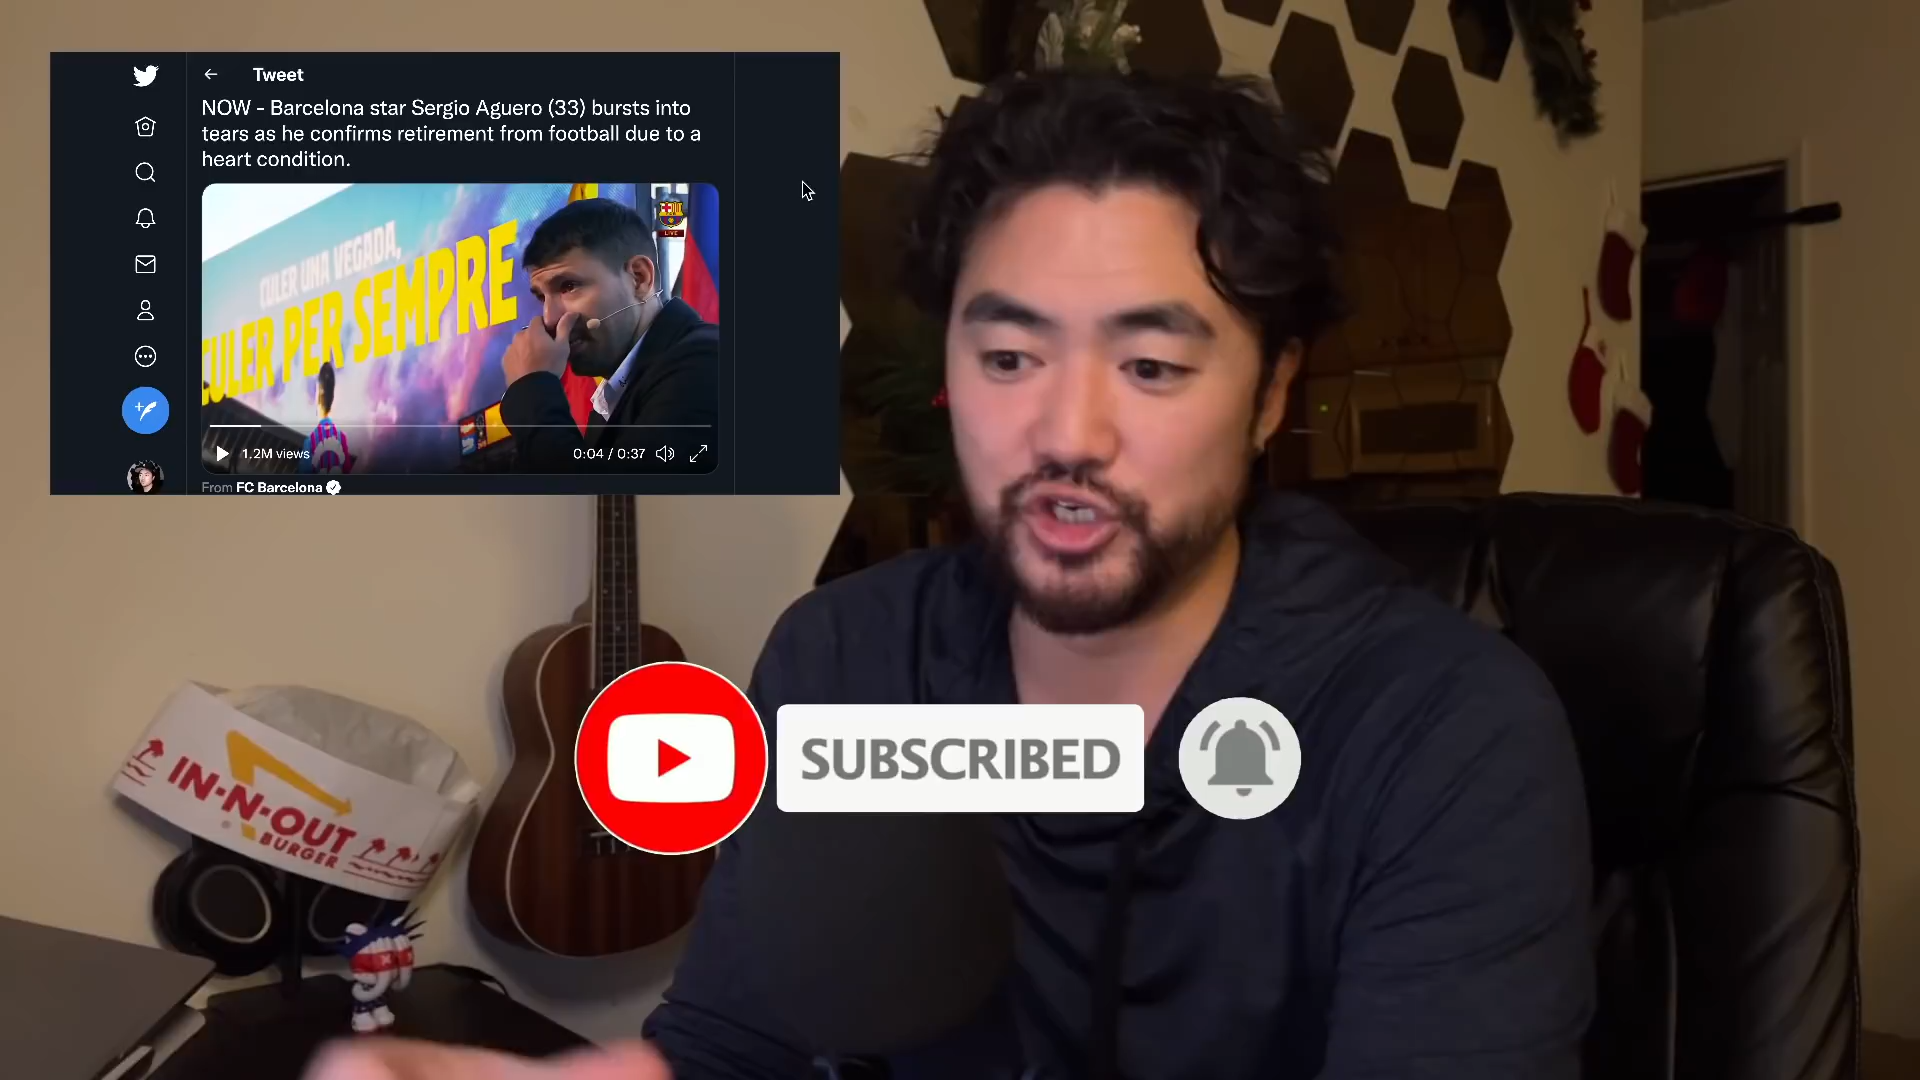 Tweet
NOW - Barcelona star Sergio Aguero (33) bursts into
tears as he confirms retirement from football due to a
heart condition.
CULER UNA VEGADA,
CULER PER SEMPRE
LIVE
1.2M views
0:04 / 0:37
From FC Barcelona
SUBSCRIBED
IN-N-OUT
BURGER